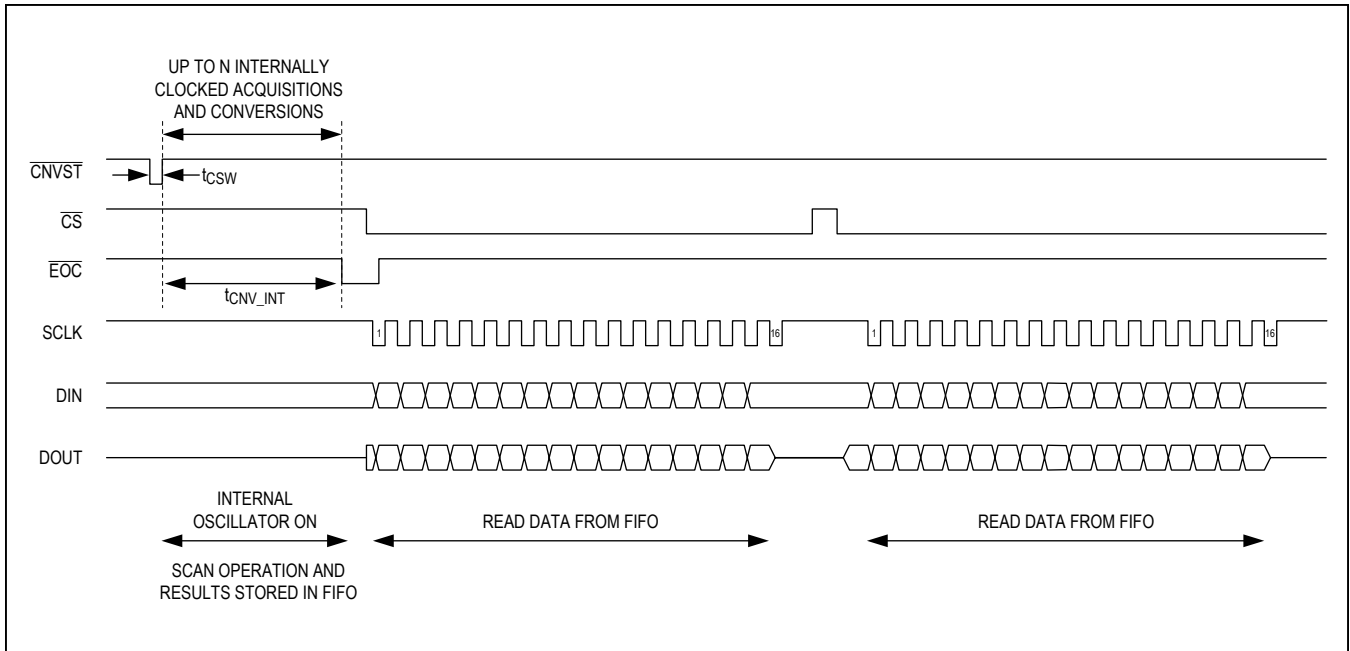 UP TO N INTERNALLY
CLOCKED ACQUISITIONS
AND CONVERSIONS
CNVST
tCSW
CS
EOC
tCNV_INT
SCLK
1
16
1
16
DIN
DOUT
INTERNAL
OSCILLATOR ON
READ DATA FROM FIFO
READ DATA FROM FIFO
SCAN OPERATION AND
RESULTS STORED IN FIFO